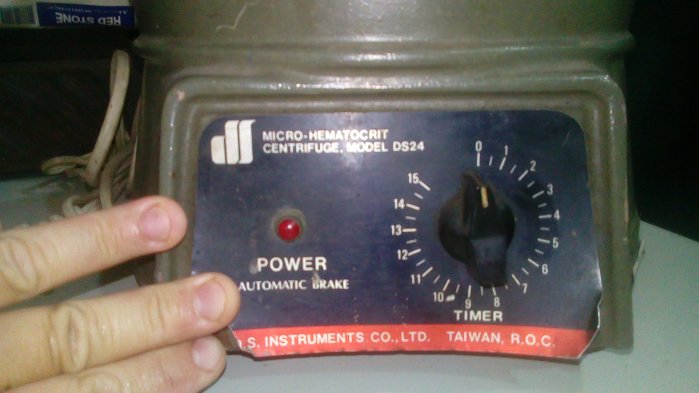 RED STONE
MICRO-HEMATOCRIT
CENTRIFUGE, MODEL DS24
0
1
2
3
4
5
6
7
8
9
10
11
12
13
14
15
POWER
AUTOMATIC BRAKE
TIMER
.S. INSTRUMENTS CO., LTD. TAIWAN, R.O.C.